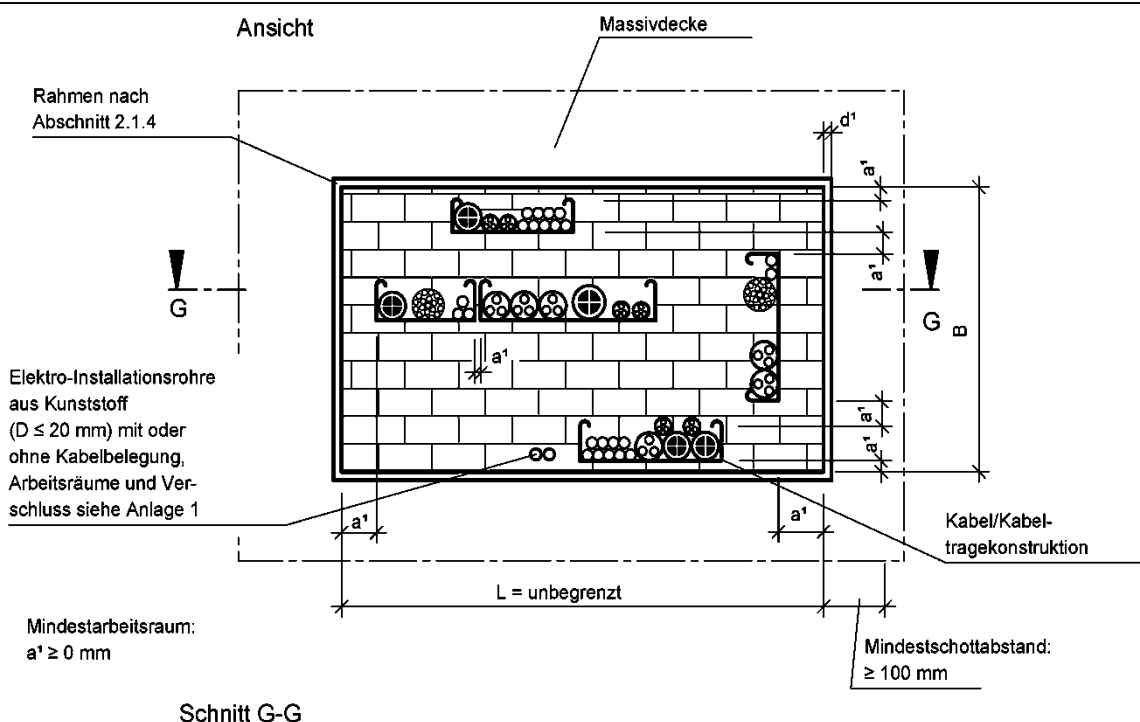 Ansicht
Massivdecke
Rahmen nach
Abschnitt 2.1.4
d¹
a¹
a¹
G
G
B
a¹
Elektro-Installationsrohre
aus Kunststoff
(D ≤ 20 mm) mit oder
ohne Kabelbelegung,
Arbeitsräume und Ver-
schluss siehe Anlage 1
a¹
a¹
a¹
a¹
Kabel/Kabel-
tragekonstruktion
L = unbegrenzt
Mindestarbeitsraum:
a¹ ≥ 0 mm
Mindestschottabstand:
≥ 100 mm
Schnitt G-G